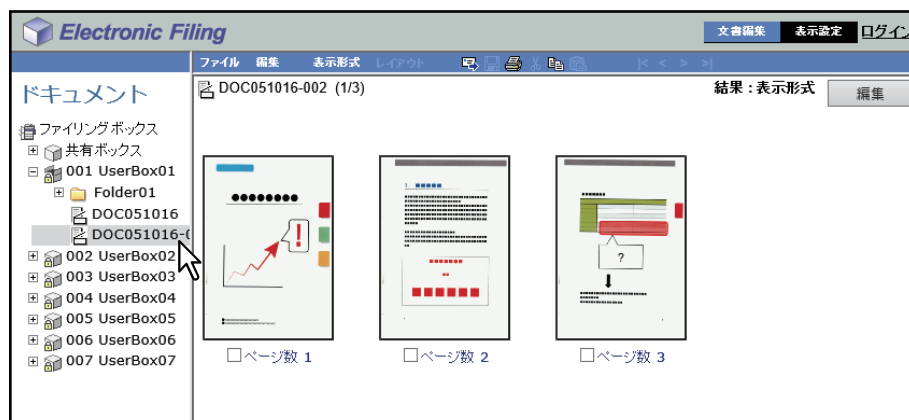 Electronic Filing
文書編集 表示設定 ログイン
ファイル 編集 表示形式 レイアウト |< < > >|
ドキュメント
DOC051016-002 (1/3)
結果 : 表示形式 編集
ファイリングボックス
共有ボックス
001 UserBox01
Folder01
DOC051016
DOC051016-(
002 UserBox02
003 UserBox03
004 UserBox04
005 UserBox05
006 UserBox06
007 UserBox07
!
1.
?
ページ数 1
ページ数 2
ページ数 3